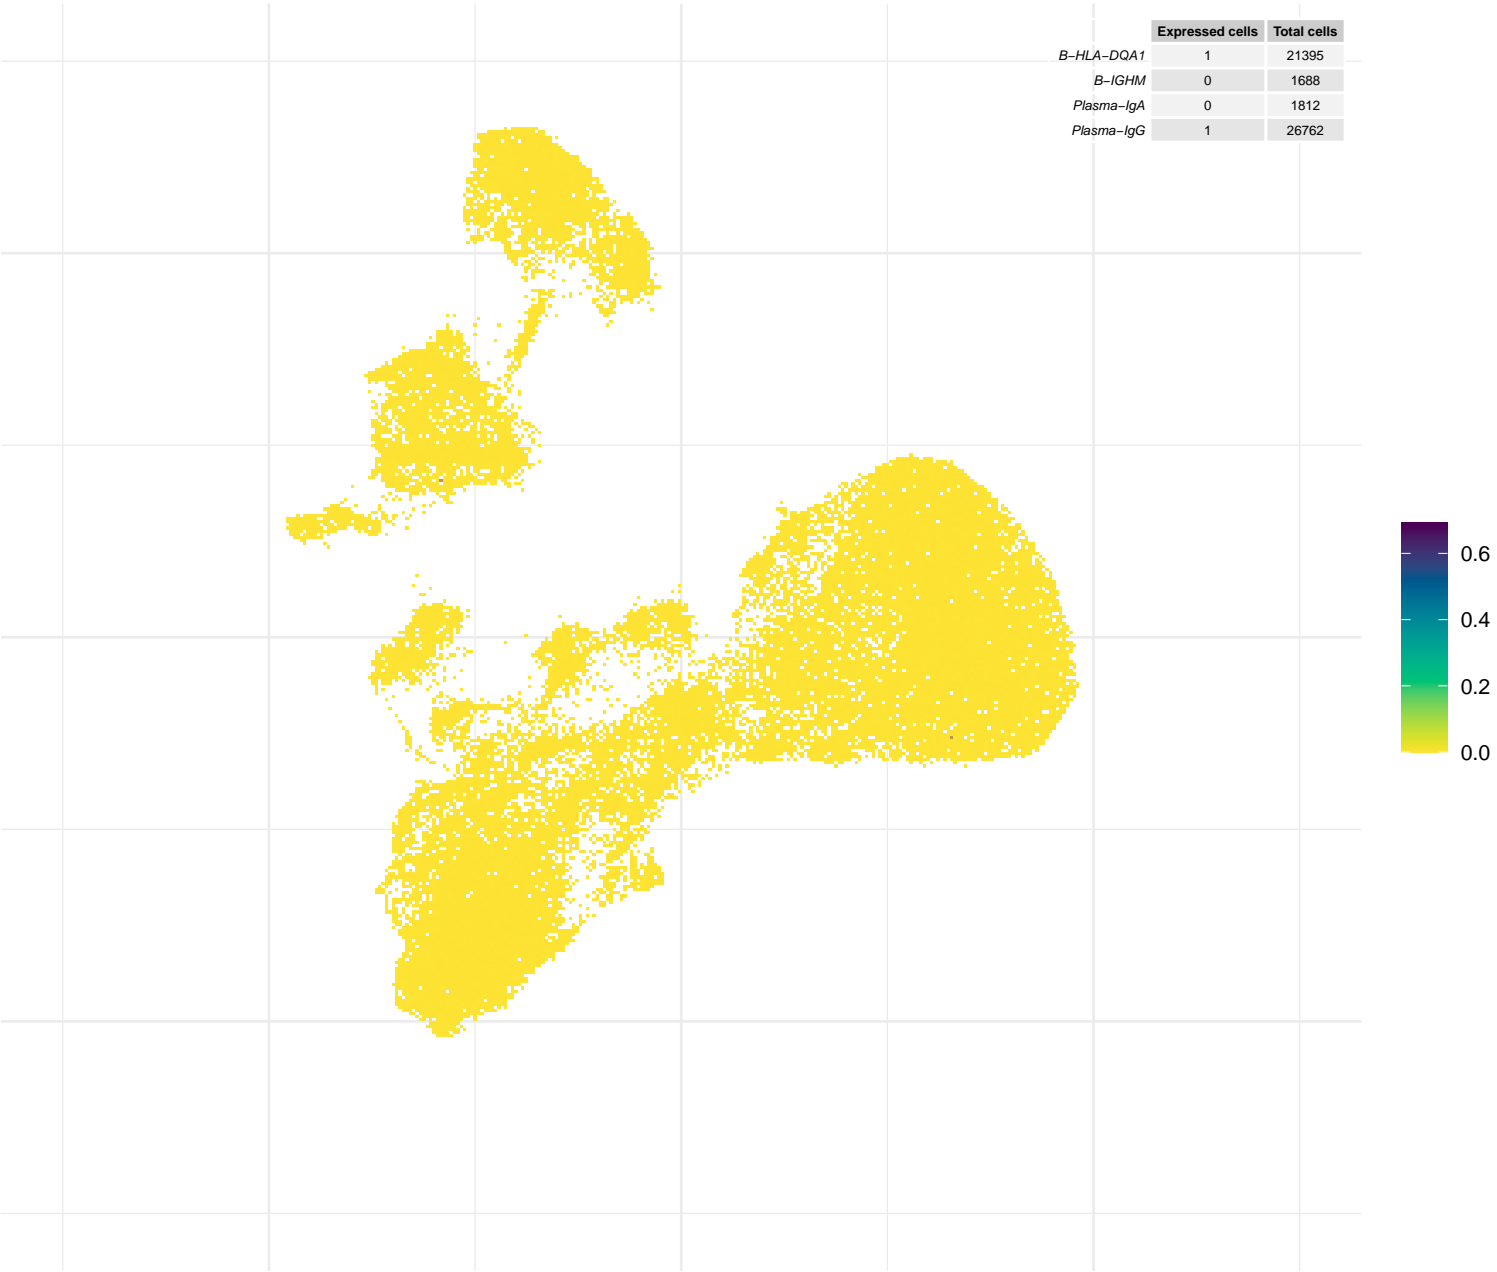 Expressed cells Total cells
B−HLA−DQA1 1 21395
B−IGHM 0 1688
Plasma−IgA 0 1812
Plasma−IgG 1 26762
0.6
0.4
0.2
0.0